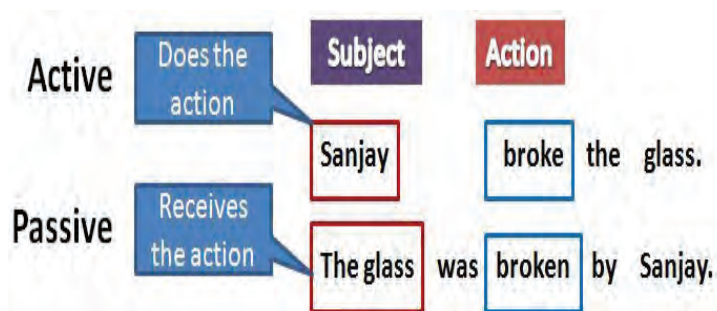 Active
Does the
action
Subject Action
Sanjay broke the glass.
Passive
Receives
the action
The glass was broken by Sanjay.